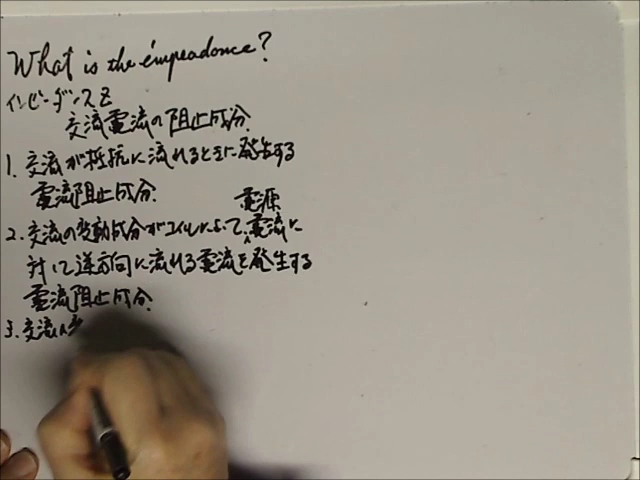 What is the impeadonce?
インピーダンスZ
交流電流の阻止成分
1. 交流が抵抗に流れるときに発生する
電流阻止成分.
電源
2. 交流の変動成分がコイルによって、電流に
対して逆方向に流れる電流を発生する
電流阻止成分.
3. 交流